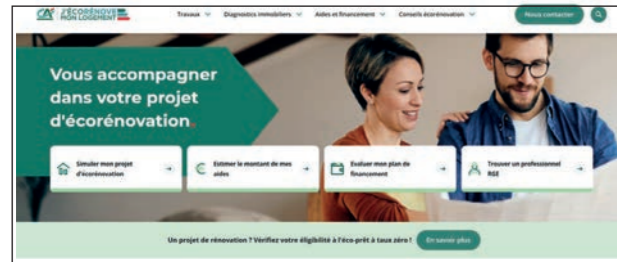 CA J'ÉCORÉNOVE
MON LOGEMENT
Travaux Diagnostics immobiliers Aides et financement Conseils écorénovation Nous contacter
Vous accompagner
dans votre projet
d'écorénovation.
Simuler mon projet
d'écorénovation
Estimer le montant de mes
aides
Evaluer mon plan de
financement
Trouver un professionnel
RGE
Un projet de rénovation ? Vérifiez votre éligibilité à l'éco-prêt à taux zéro ! En savoir plus